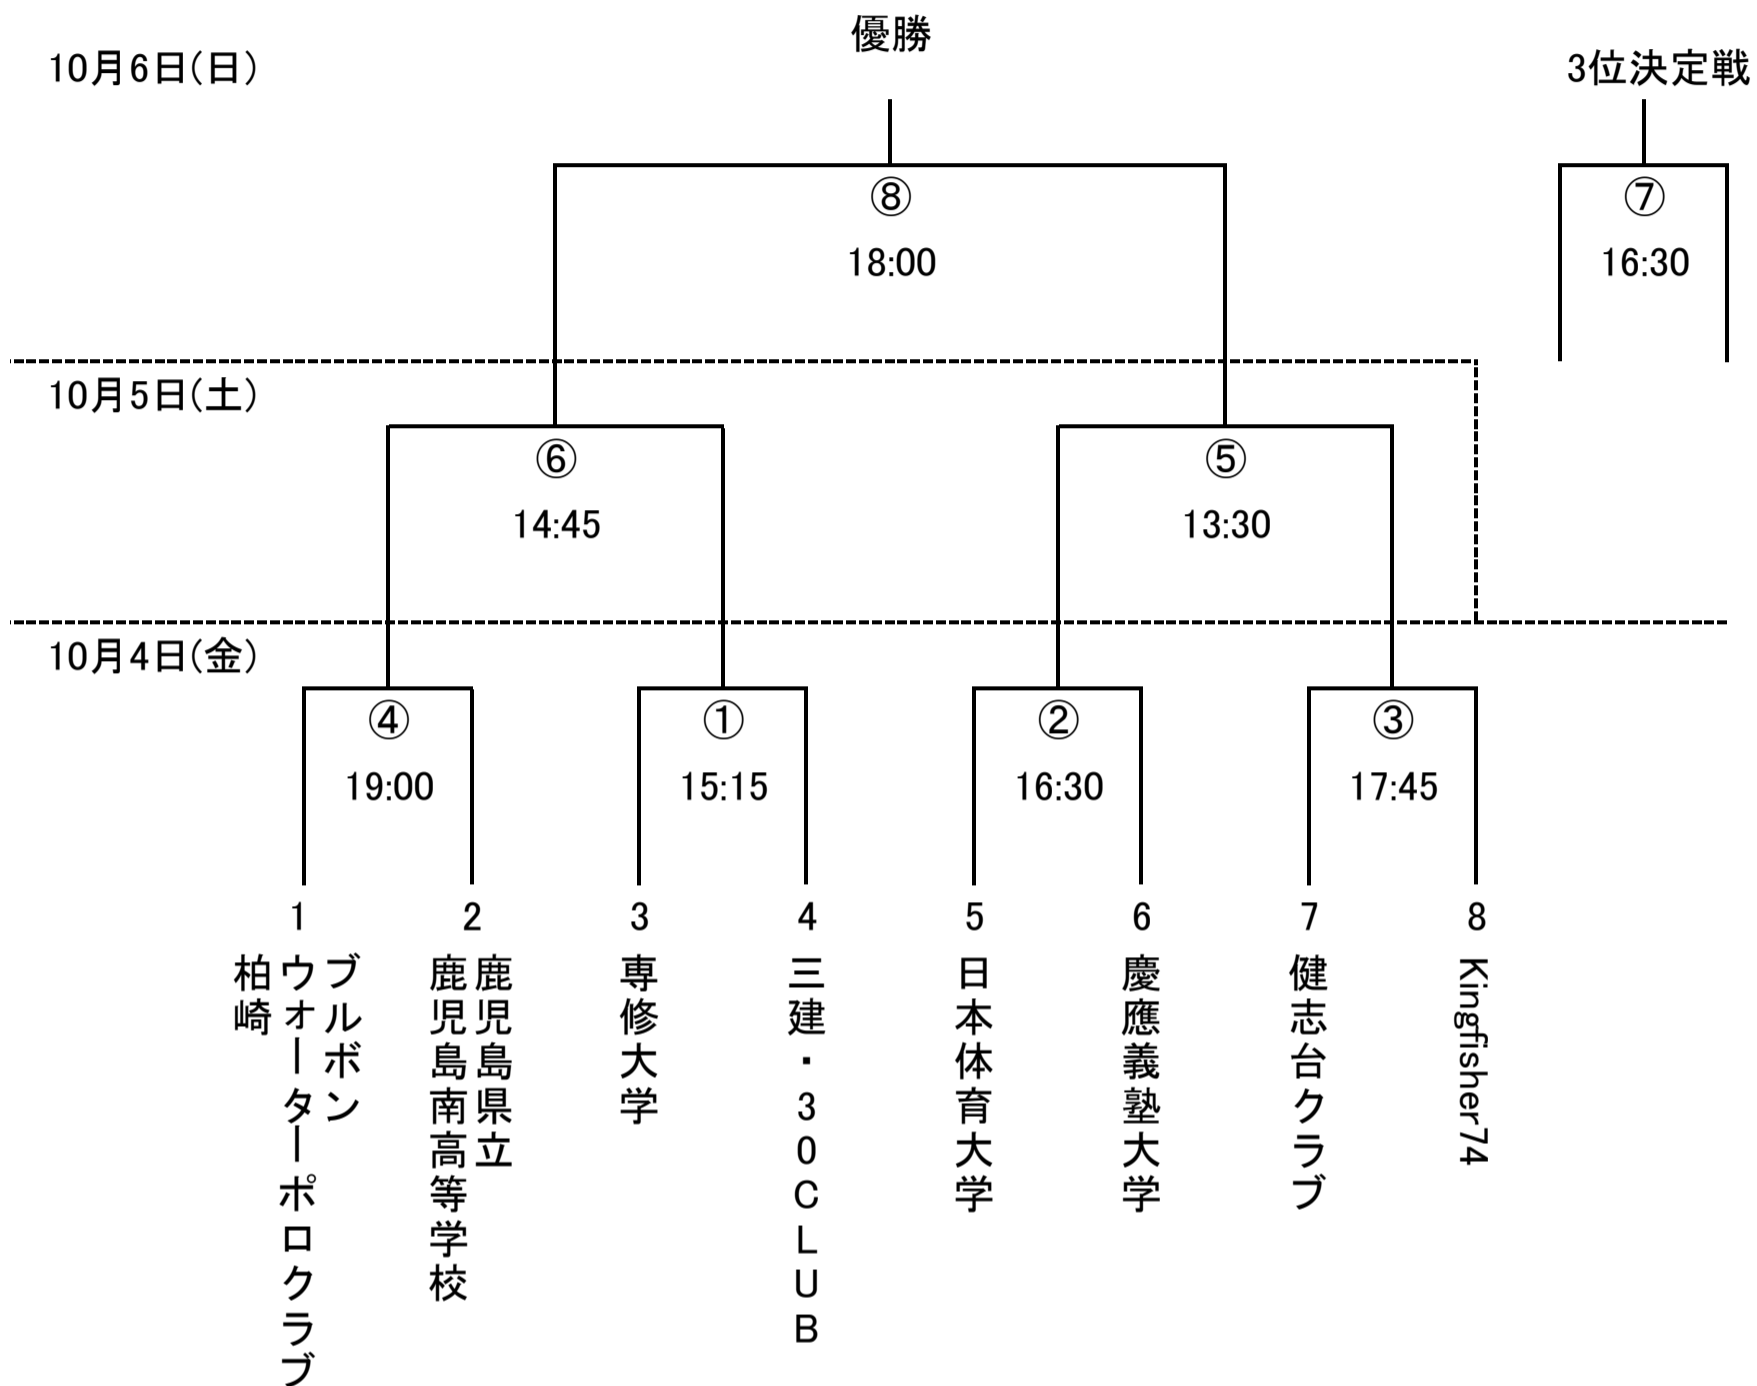 優勝
10月6日(日)
3位決定戦
⑧
⑦
18:00
16:30
10月5日(土)
⑥
⑤
14:45
13:30
10月4日(金)
④
①
②
③
19:00
15:15
16:30
17:45
1
2
3
4
5
6
7
8
ブルボン
ウォーターポロクラブ
柏崎
鹿児島県立
鹿児島南高等学校
専修大学
三建・30CLUB
日本体育大学
慶應義塾大学
健志台クラブ
Kingfisher74